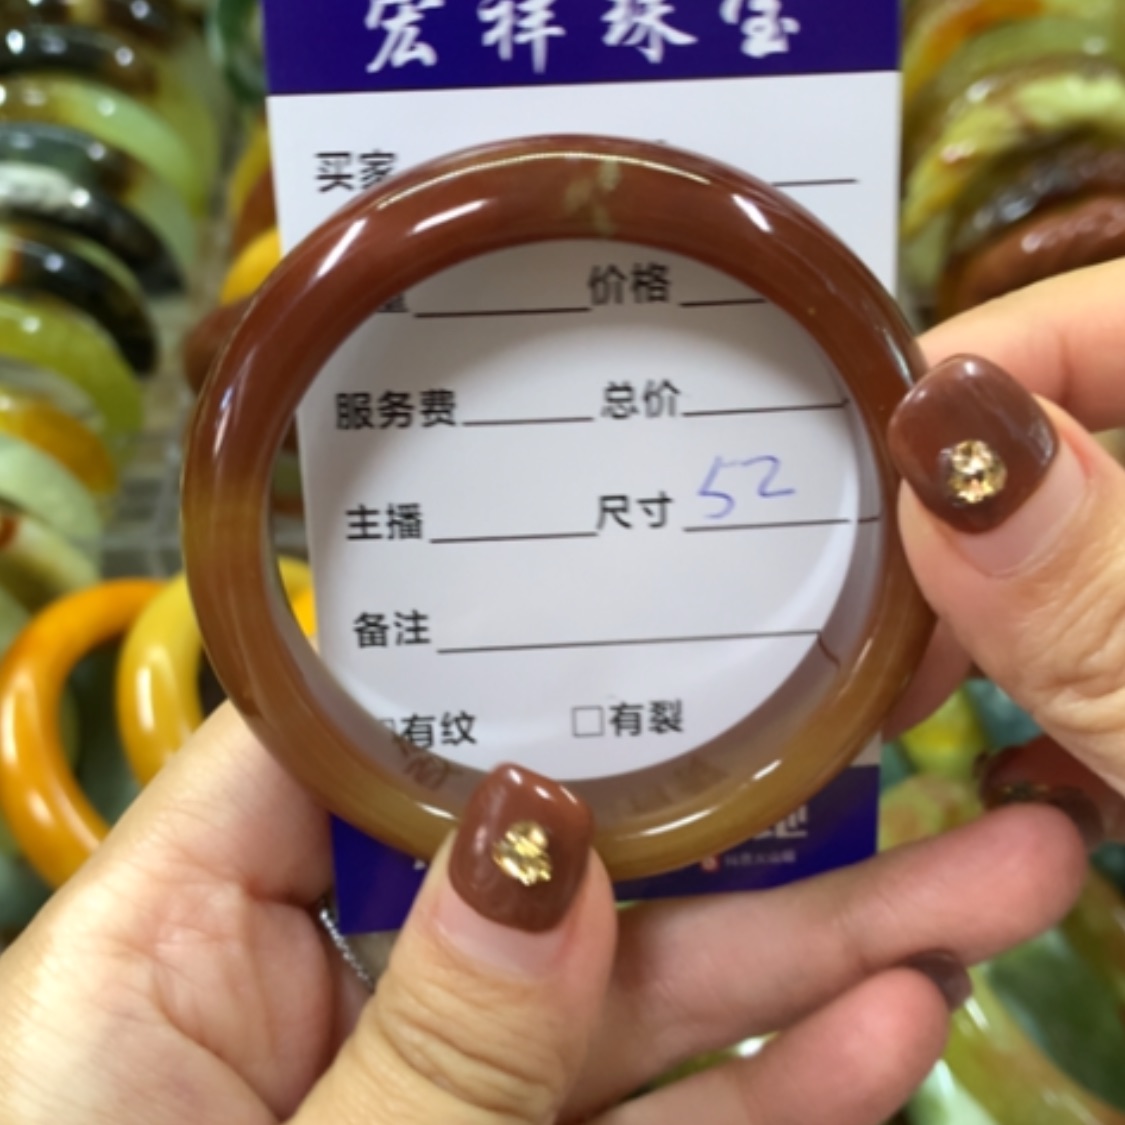 宏祥珠宝
买家
价格
服务费 总价
主播 尺寸 52
备注
有纹 □有裂